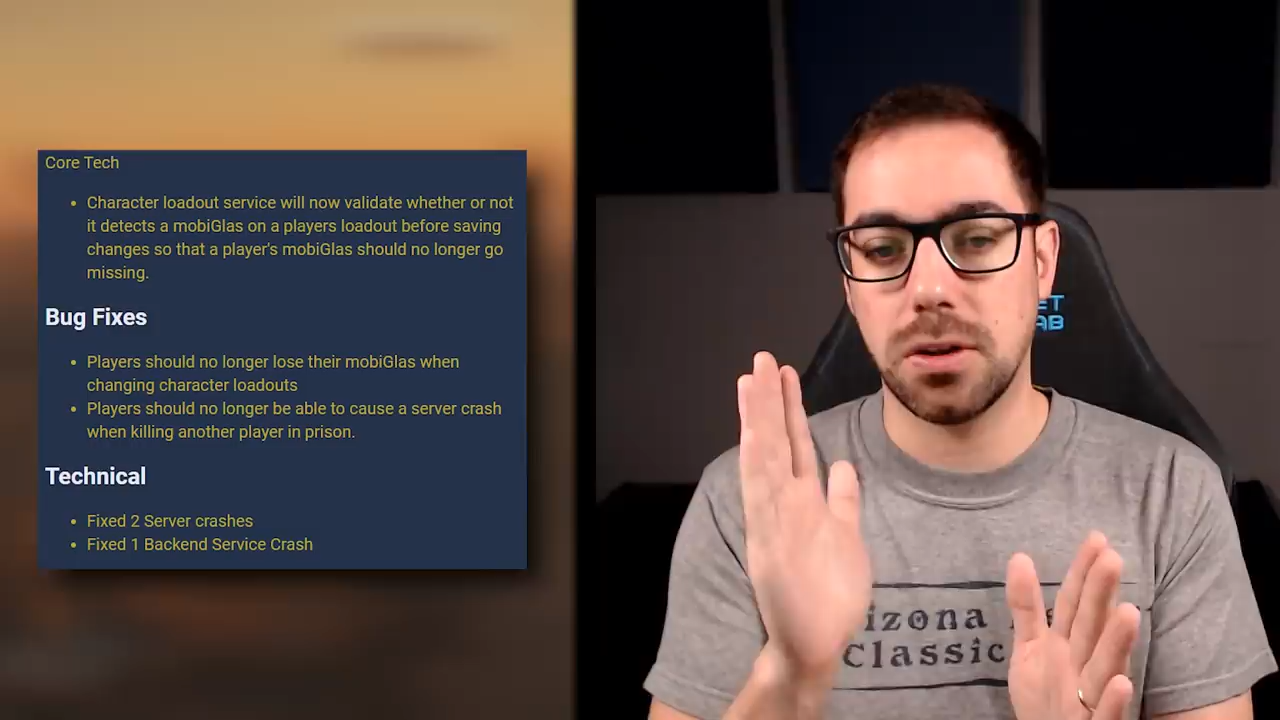 Core Tech
Character loadout service will now validate whether or not
it detects a mobiGlas on a players loadout before saving
changes so that a player's mobiGlas should no longer go
missing.
Bug Fixes
Players should no longer lose their mobiGlas when
changing character loadouts
Players should no longer be able to cause a server crash
when killing another player in prison.
Technical
Fixed 2 Server crashes
Fixed 1 Backend Service Crash
Classic